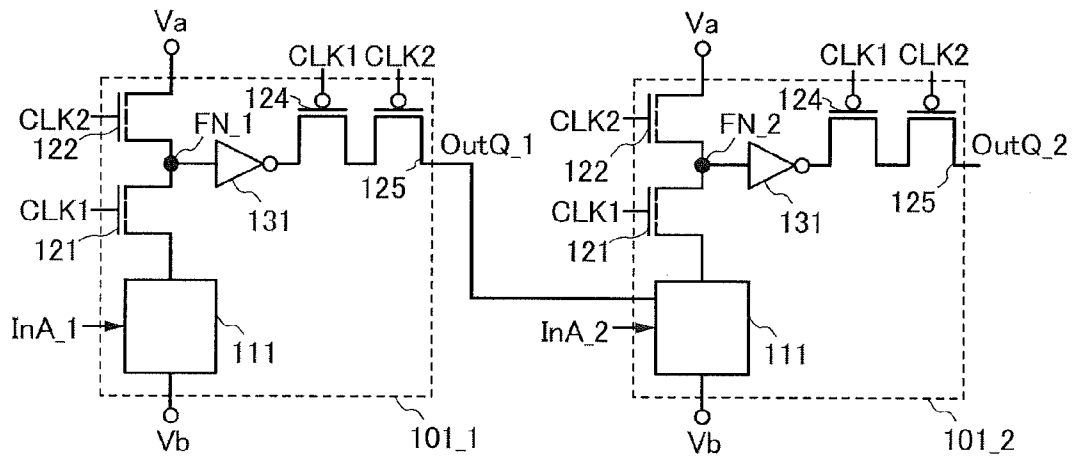 Va
CLK1 CLK2
124
CLK2
122
FN_1
OutQ_1
125
CLK1
121
131
InA_1
111
Vb
101_1
Va
CLK1 CLK2
124
CLK2
122
FN_2
OutQ_2
125
CLK1
121
131
InA_2
111
Vb
101_2